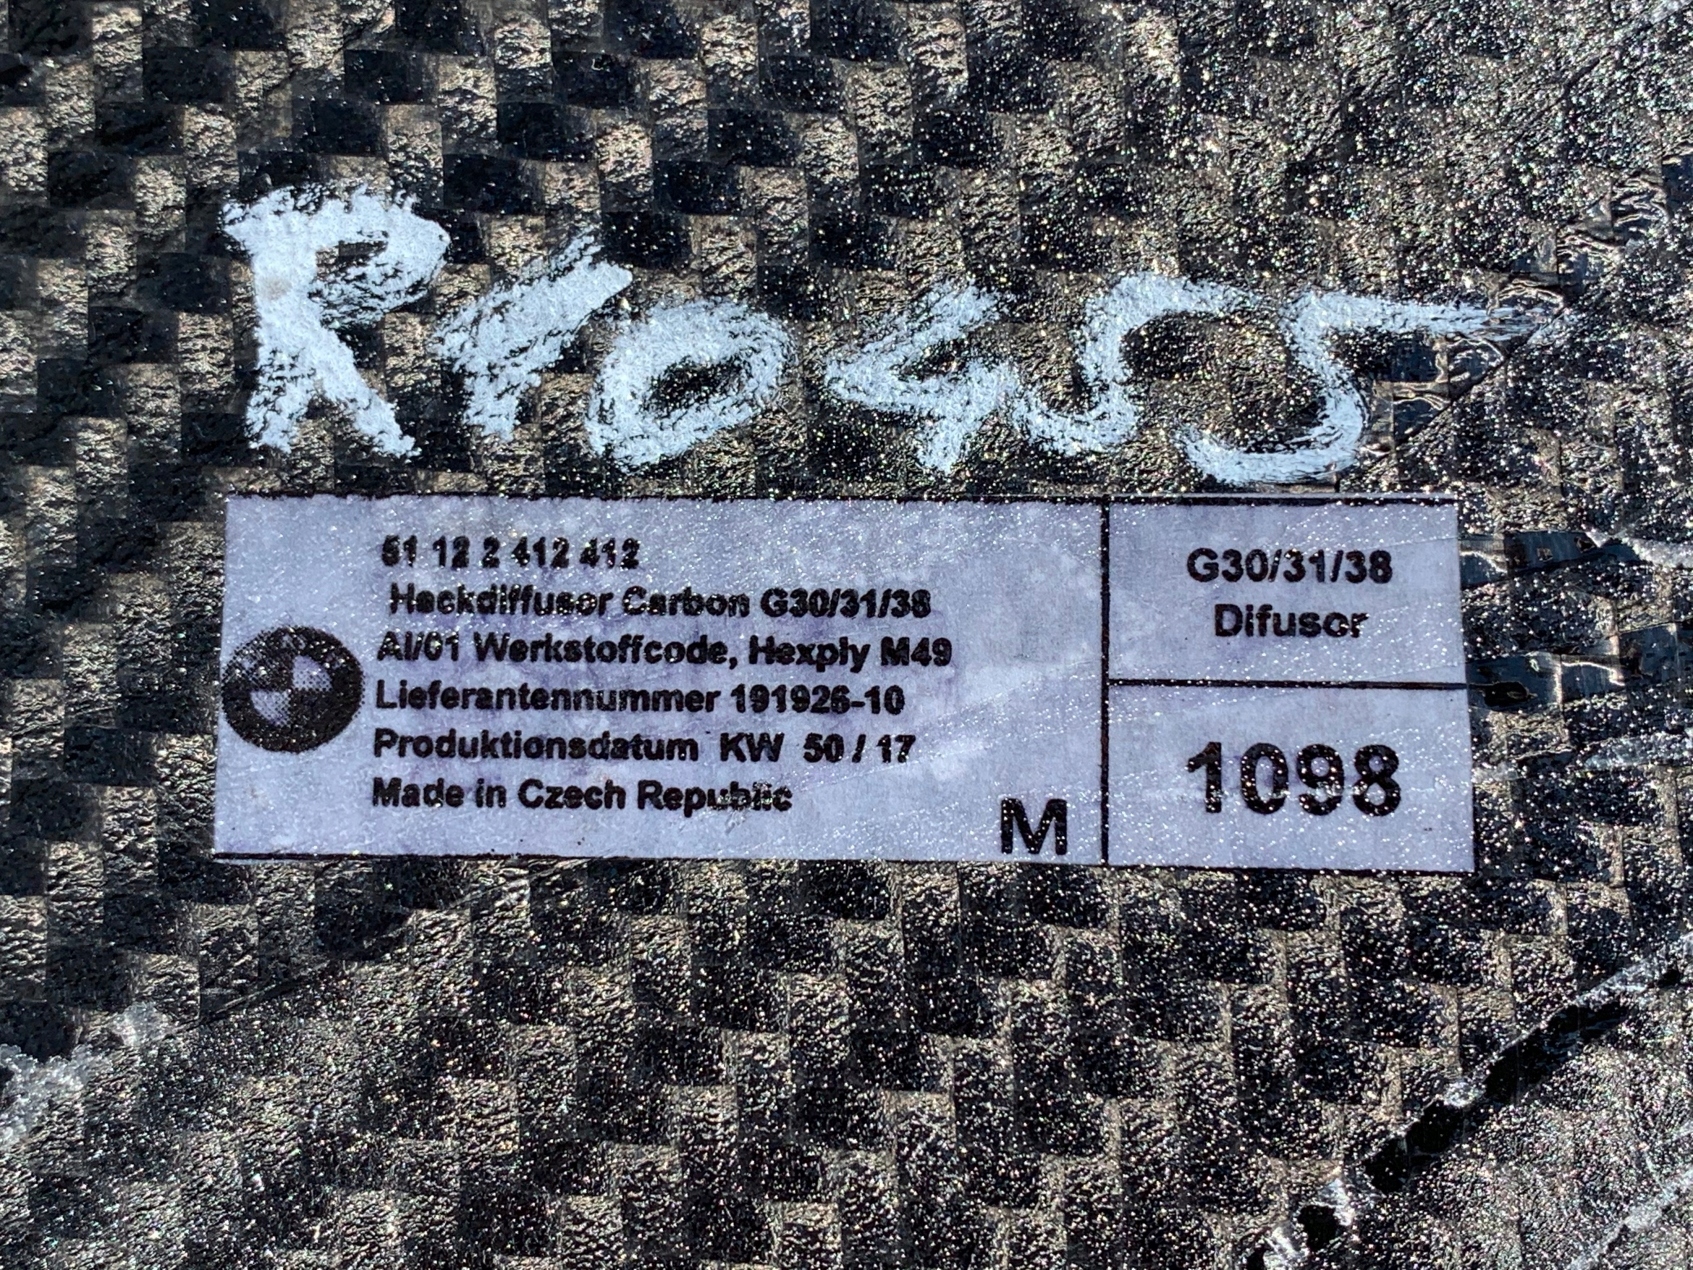 RY0455
51 12 2 412 412
Heckdiffusor Carbon G30/31/38
AI/01 Werkstoffcode, Hexply M49
Lieferantennummer 191926-10
Produktionsdatum KW 50 / 17
Made in Czech Republic
M
G30/31/38
Difusor
1098